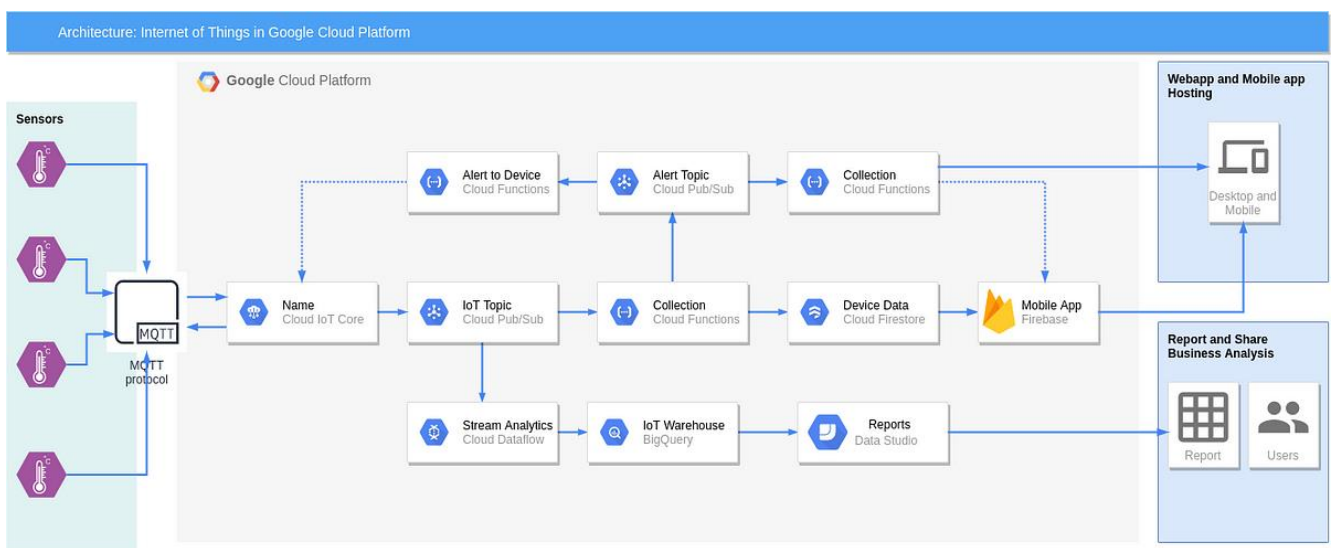 Architecture: Internet of Things in Google Cloud Platform
Google Cloud Platform
Sensors
°C
°C
°C
°C
MQTT
MQTT
protocol
Alert to Device
Cloud Functions
Alert Topic
Cloud Pub/Sub
Collection
Cloud Functions
Name
Cloud IoT Core
IoT Topic
Cloud Pub/Sub
Collection
Cloud Functions
Device Data
Cloud Firestore
Mobile App
Firebase
Stream Analytics
Cloud Dataflow
IoT Warehouse
BigQuery
Reports
Data Studio
Webapp and Mobile app
Hosting
Desktop and
Mobile
Report and Share
Business Analysis
Report
Users